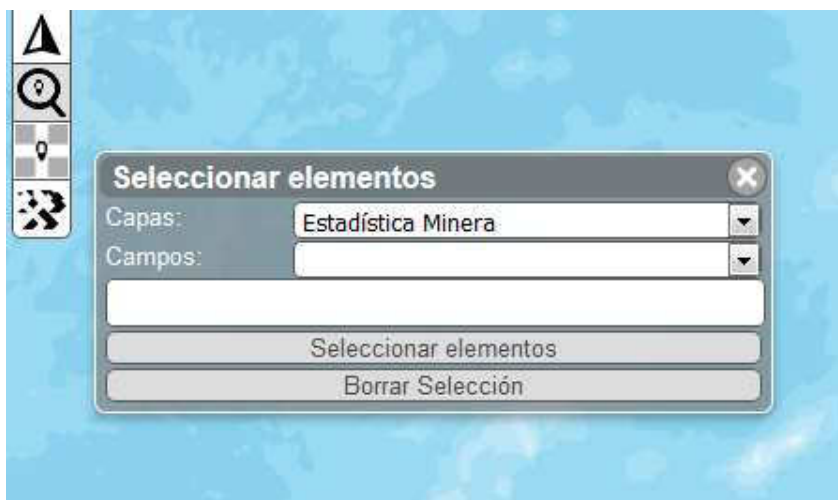 Seleccionar elementos
Capas: Estadística Minera
Campos:
Seleccionar elementos
Borrar Selección